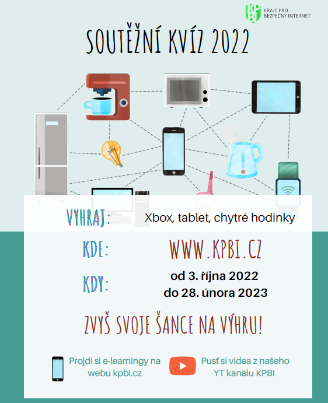 KRAJE PRO
BEZPEČNÝ INTERNET
SOUTĚŽNÍ KVÍZ 2022
VYHRAJ: Xbox, tablet, chytré hodinky
KDE: WWW.KPBI.CZ
KDY: od 3. října 2022
do 28. února 2023
ZVYŠ SVOJE ŠANCE NA VÝHRU!
Projdi si e-learningy na
webu kpbi.cz
Pusť si videa z našeho
YT kanálu KPBI